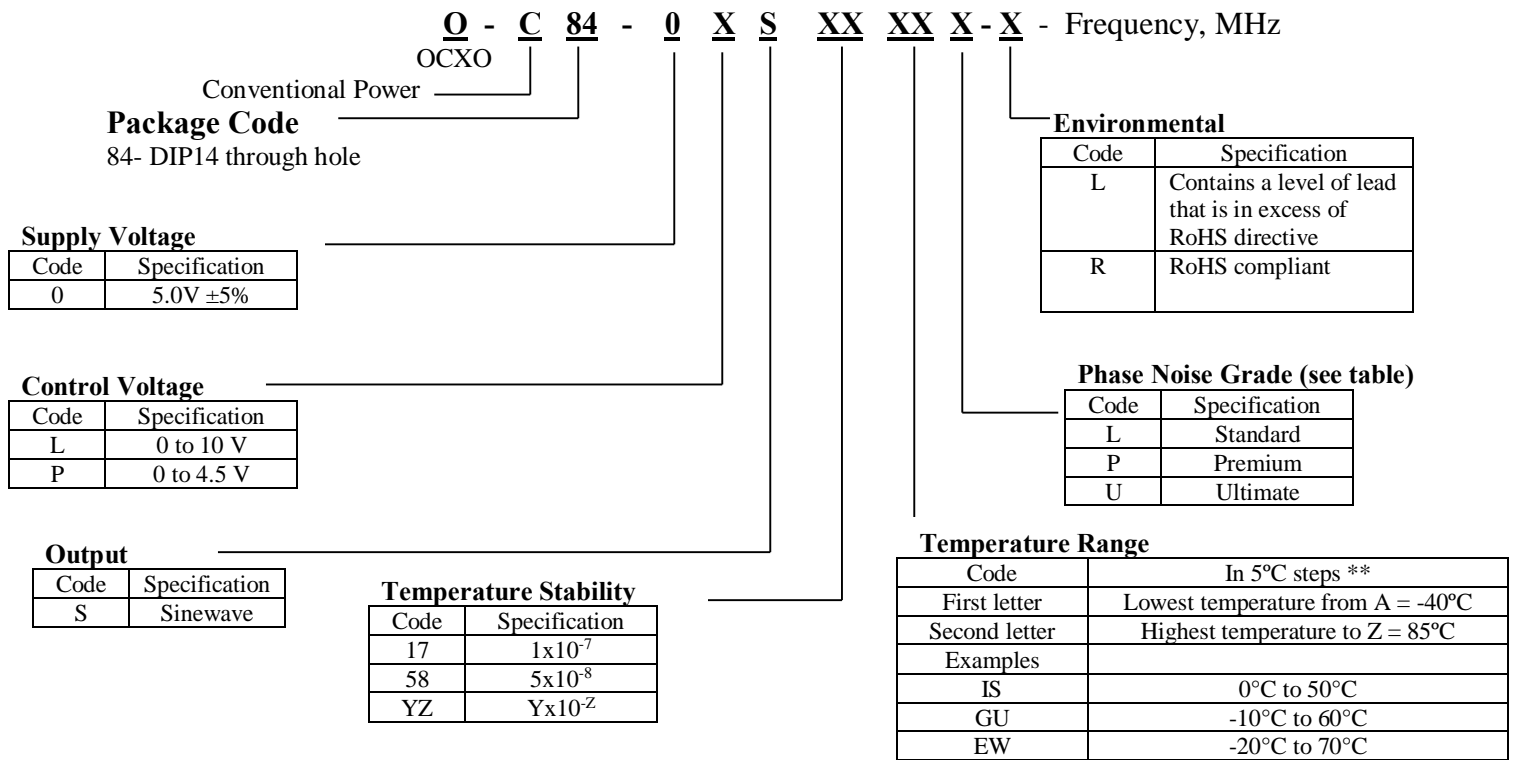 O - C 84 - 0 X S XX XX X - X - Frequency, MHz
OCXO
Conventional Power
Package Code
84- DIP14 through hole
Supply Voltage
Code Specification
0 5.0V ±5%
Control Voltage
Code Specification
L 0 to 10 V
P 0 to 4.5 V
Output
Code Specification
S Sinewave
Temperature Stability
Code Specification
17 1x10⁻⁷
58 5x10⁻⁸
YZ Yx10⁻ᶻ
Environmental
Code Specification
L Contains a level of lead
that is in excess of
RoHS directive
R RoHS compliant
Phase Noise Grade (see table)
Code Specification
L Standard
P Premium
U Ultimate
Temperature Range
Code In 5ºC steps **
First letter Lowest temperature from A = -40ºC
Second letter Highest temperature to Z = 85ºC
Examples
IS 0°C to 50°C
GU -10°C to 60°C
EW -20°C to 70°C